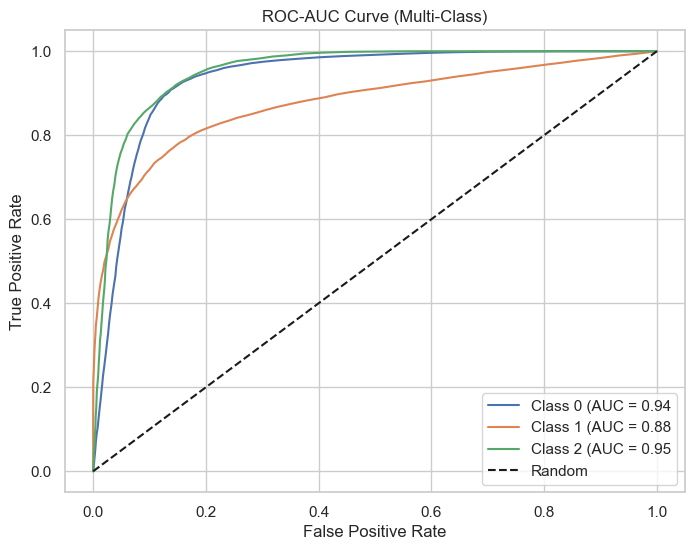 ROC-AUC Curve (Multi-Class)
True Positive Rate
1.0
0.8
0.6
0.4
0.2
0.0
0.0 0.2 0.4 0.6 0.8 1.0
False Positive Rate
Class 0 (AUC = 0.94
Class 1 (AUC = 0.88
Class 2 (AUC = 0.95
Random